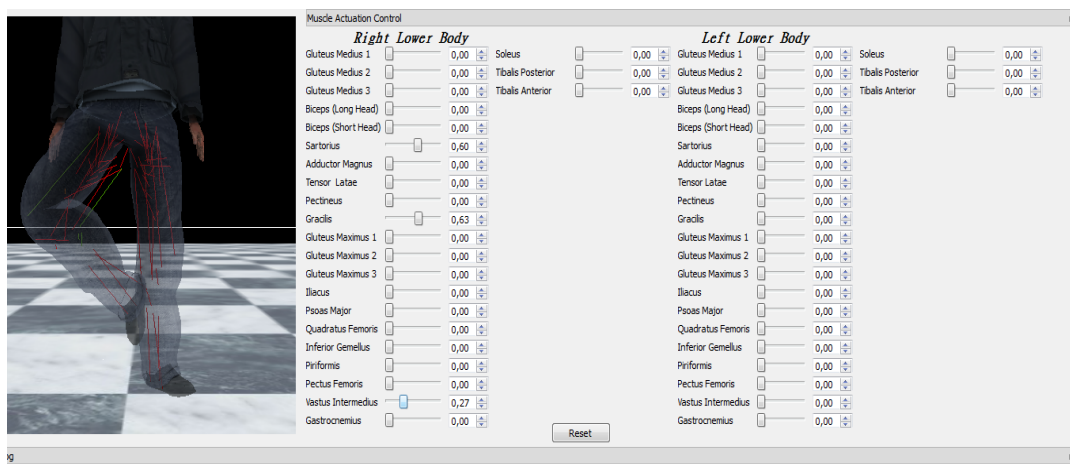 Muscle Actuation Control
Right Lower Body
Left Lower Body
Gluteus Medius 1 0,00 Soleus 0,00 Gluteus Medius 1 0,00 Soleus 0,00
Gluteus Medius 2 0,00 Tibalis Posterior 0,00 Gluteus Medius 2 0,00 Tibalis Posterior 0,00
Gluteus Medius 3 0,00 Tibalis Anterior 0,00 Gluteus Medius 3 0,00 Tibalis Anterior 0,00
Biceps (Long Head) 0,00 Biceps (Long Head) 0,00
Biceps (Short Head) 0,00 Biceps (Short Head) 0,00
Sartorius 0,60 Sartorius 0,00
Adductor Magnus 0,00 Adductor Magnus 0,00
Tensor Latae 0,00 Tensor Latae 0,00
Pectineus 0,00 Pectineus 0,00
Gracilis 0,63 Gracilis 0,00
Gluteus Maximus 1 0,00 Gluteus Maximus 1 0,00
Gluteus Maximus 2 0,00 Gluteus Maximus 2 0,00
Gluteus Maximus 3 0,00 Gluteus Maximus 3 0,00
Iliacus 0,00 Iliacus 0,00
Psoas Major 0,00 Psoas Major 0,00
Quadratus Femoris 0,00 Quadratus Femoris 0,00
Inferior Gemellus 0,00 Inferior Gemellus 0,00
Piriformis 0,00 Piriformis 0,00
Pectus Femoris 0,00 Pectus Femoris 0,00
Vastus Intermedius 0,27 Vastus Intermedius 0,00
Gastrocnemius 0,00 Gastrocnemius 0,00
Reset